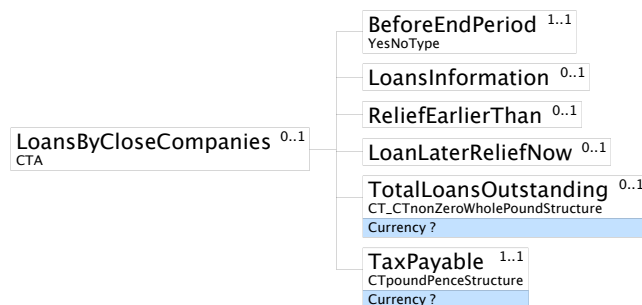 BeforeEndPeriod 1..1
YesNoType
LoansInformation 0..1
ReliefEarlierThan 0..1
LoansByCloseCompanies 0..1
CTA
LoanLaterReliefNow 0..1
TotalLoansOutstanding 0..1
CT_CTnonZeroWholePoundStructure
Currency ?
TaxPayable 1..1
CTpoundPenceStructure
Currency ?